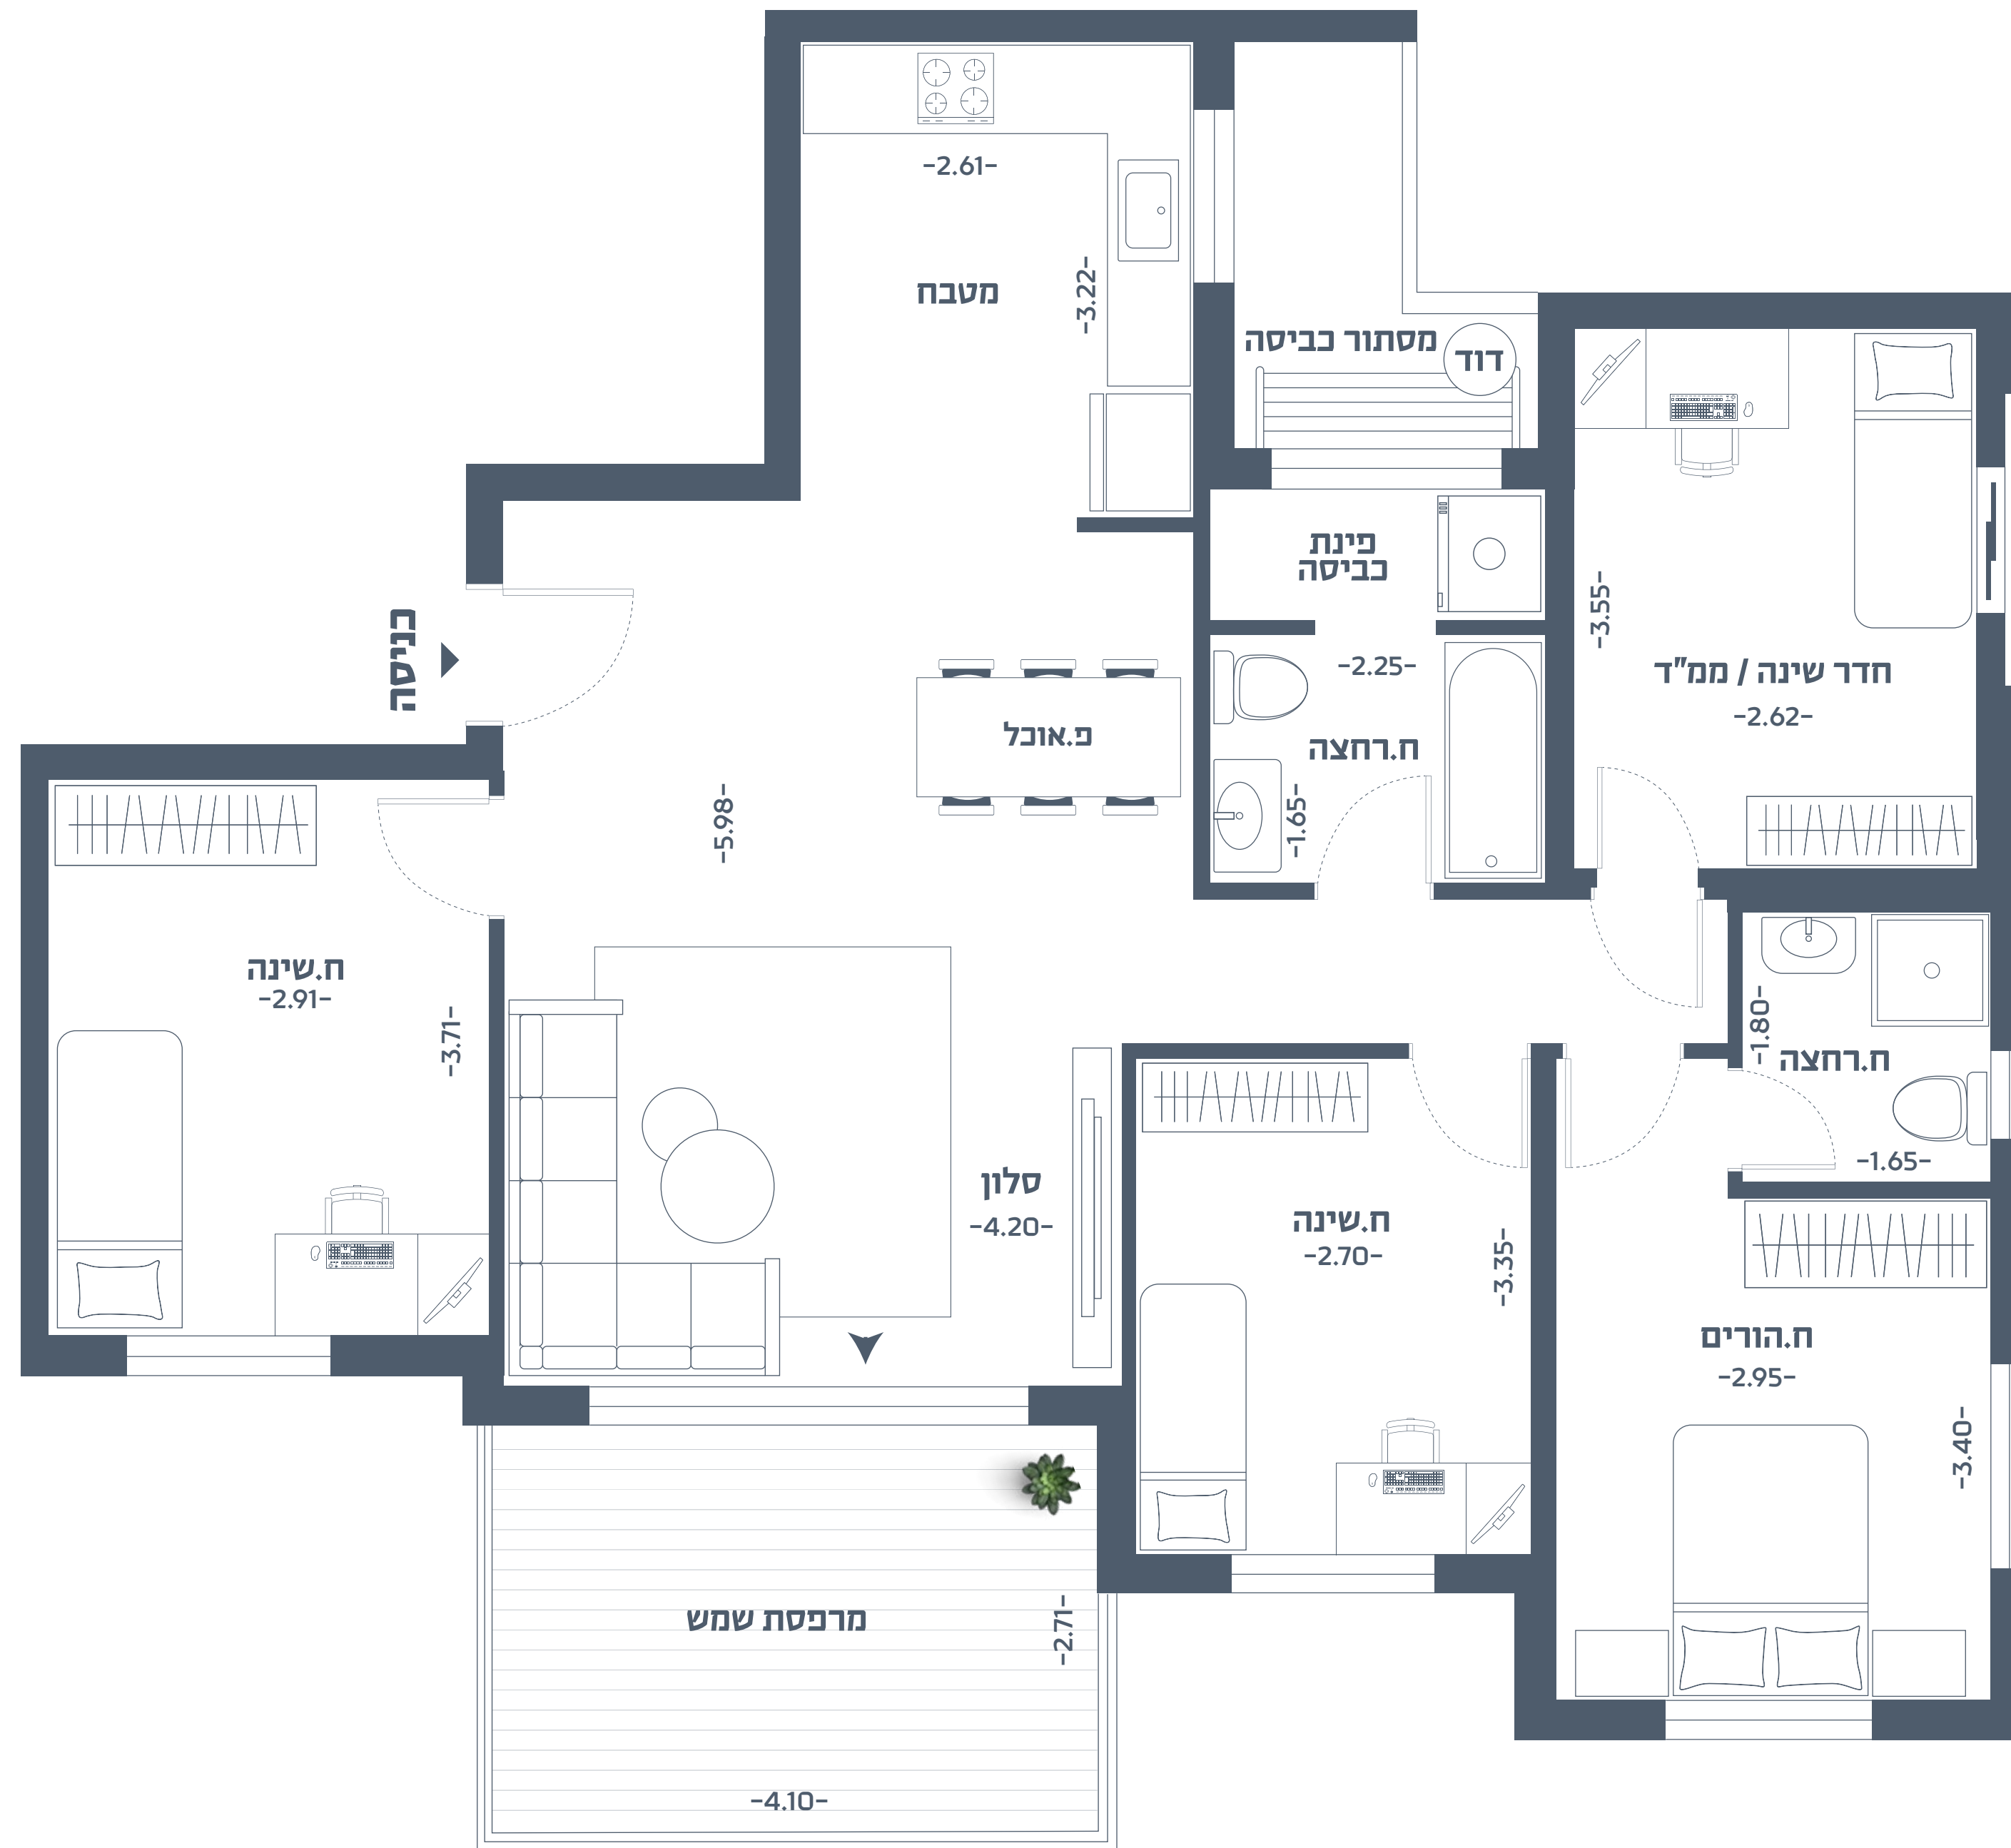 -2.61-
מטבח
-3.22-
מסתור כביסה
דוד
פינת
כביסה
-3.55-
חדר שינה / ממ"ד
-2.62-
-2.25-
ח.רחצה
-1.65-
כניסה
פ.אוכל
-5.98-
ח.שינה
-2.91-
-3.71-
-1.80-
ח.רחצה
-1.65-
סלון
-4.20-
ח.שינה
-2.70-
-3.35-
ח.הורים
-2.95-
-3.40-
מרפסת שמש
-2.71-
-4.10-